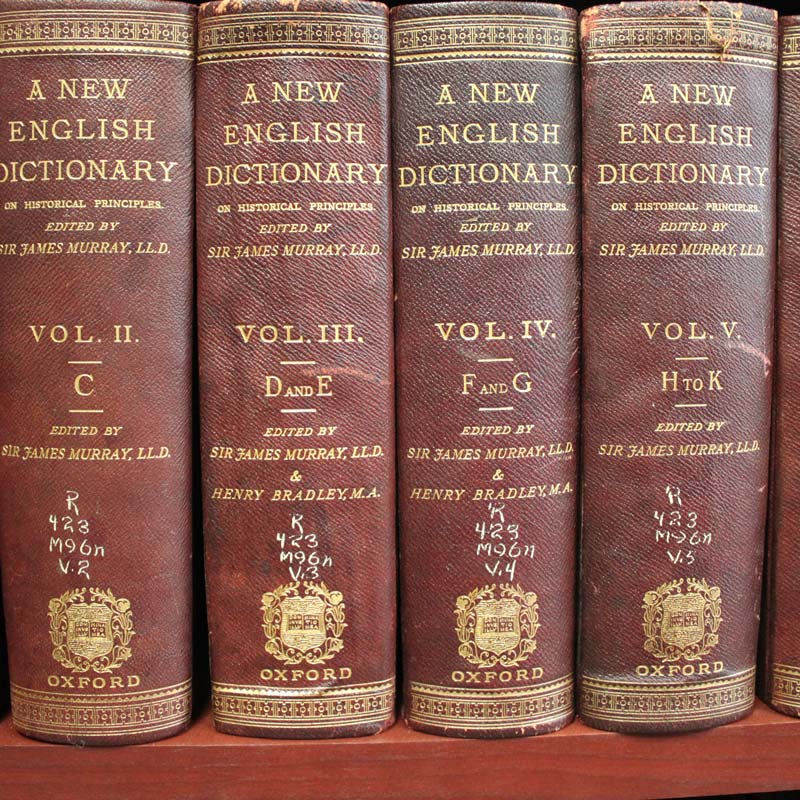 A NEW
ENGLISH
DICTIONARY
ON HISTORICAL PRINCIPLES.
EDITED BY
SIR JAMES MURRAY, LL.D.
VOL. II.
C
EDITED BY
SIR JAMES MURRAY, LL.D.
R
423
M96n
V.2
OXFORD
A NEW
ENGLISH
DICTIONARY
ON HISTORICAL PRINCIPLES.
EDITED BY
SIR JAMES MURRAY, LL.D.
VOL. III.
D AND E
EDITED BY
SIR JAMES MURRAY, LL.D.
&
HENRY BRADLEY, M.A.
R
423
M96n
V.3
OXFORD
A NEW
ENGLISH
DICTIONARY
ON HISTORICAL PRINCIPLES.
EDITED BY
SIR JAMES MURRAY, LL.D.
VOL. IV.
F AND G
EDITED BY
SIR JAMES MURRAY, LL.D.
&
HENRY BRADLEY, M.A.
R
423
M96n
V.4
OXFORD
A NEW
ENGLISH
DICTIONARY
ON HISTORICAL PRINCIPLES.
EDITED BY
SIR JAMES MURRAY, LL.D.
VOL. V.
H TO K
EDITED BY
SIR JAMES MURRAY, LL.D.
R
423
M96n
V.5
OXFORD